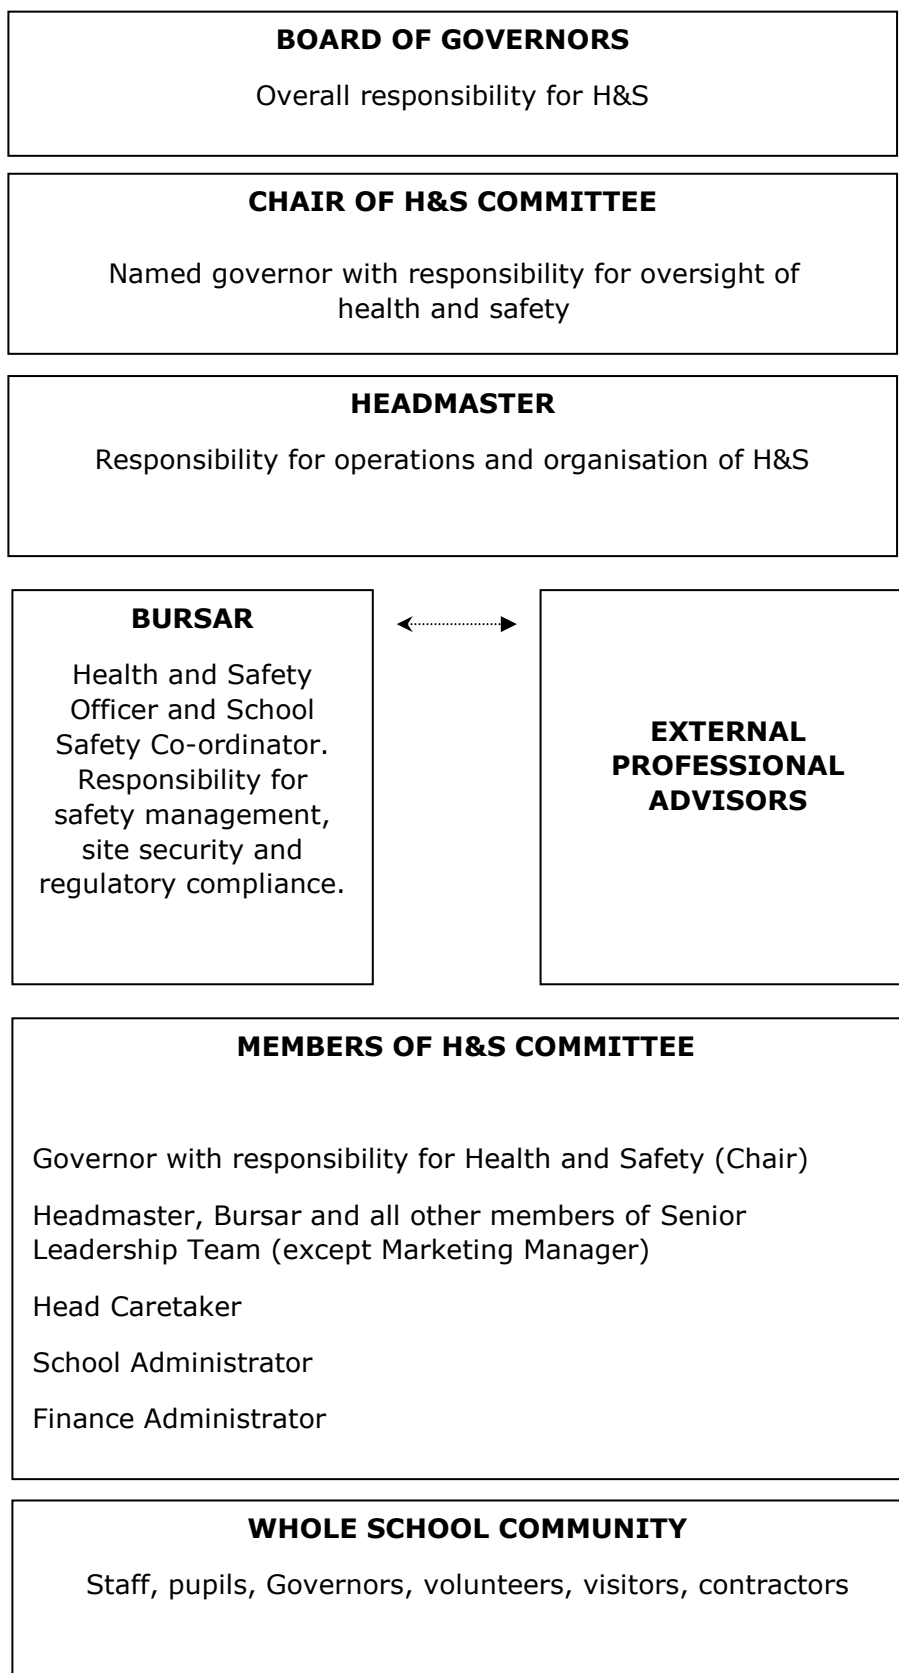 BOARD OF GOVERNORS
Overall responsibility for H&S
CHAIR OF H&S COMMITTEE
Named governor with responsibility for oversight of
health and safety
HEADMASTER
Responsibility for operations and organisation of H&S
BURSAR
Health and Safety
Officer and School
Safety Co-ordinator.
Responsibility for
safety management,
site security and
regulatory compliance.
EXTERNAL
PROFESSIONAL
ADVISORS
MEMBERS OF H&S COMMITTEE
Governor with responsibility for Health and Safety (Chair)
Headmaster, Bursar and all other members of Senior
Leadership Team (except Marketing Manager)
Head Caretaker
School Administrator
Finance Administrator
WHOLE SCHOOL COMMUNITY
Staff, pupils, Governors, volunteers, visitors, contractors